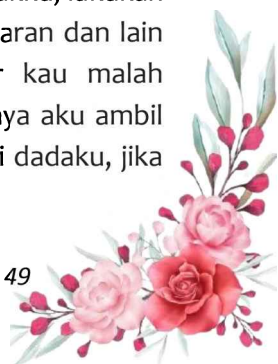 aran dan lain
kau malah
ya aku ambil
i dadaku, jika
49